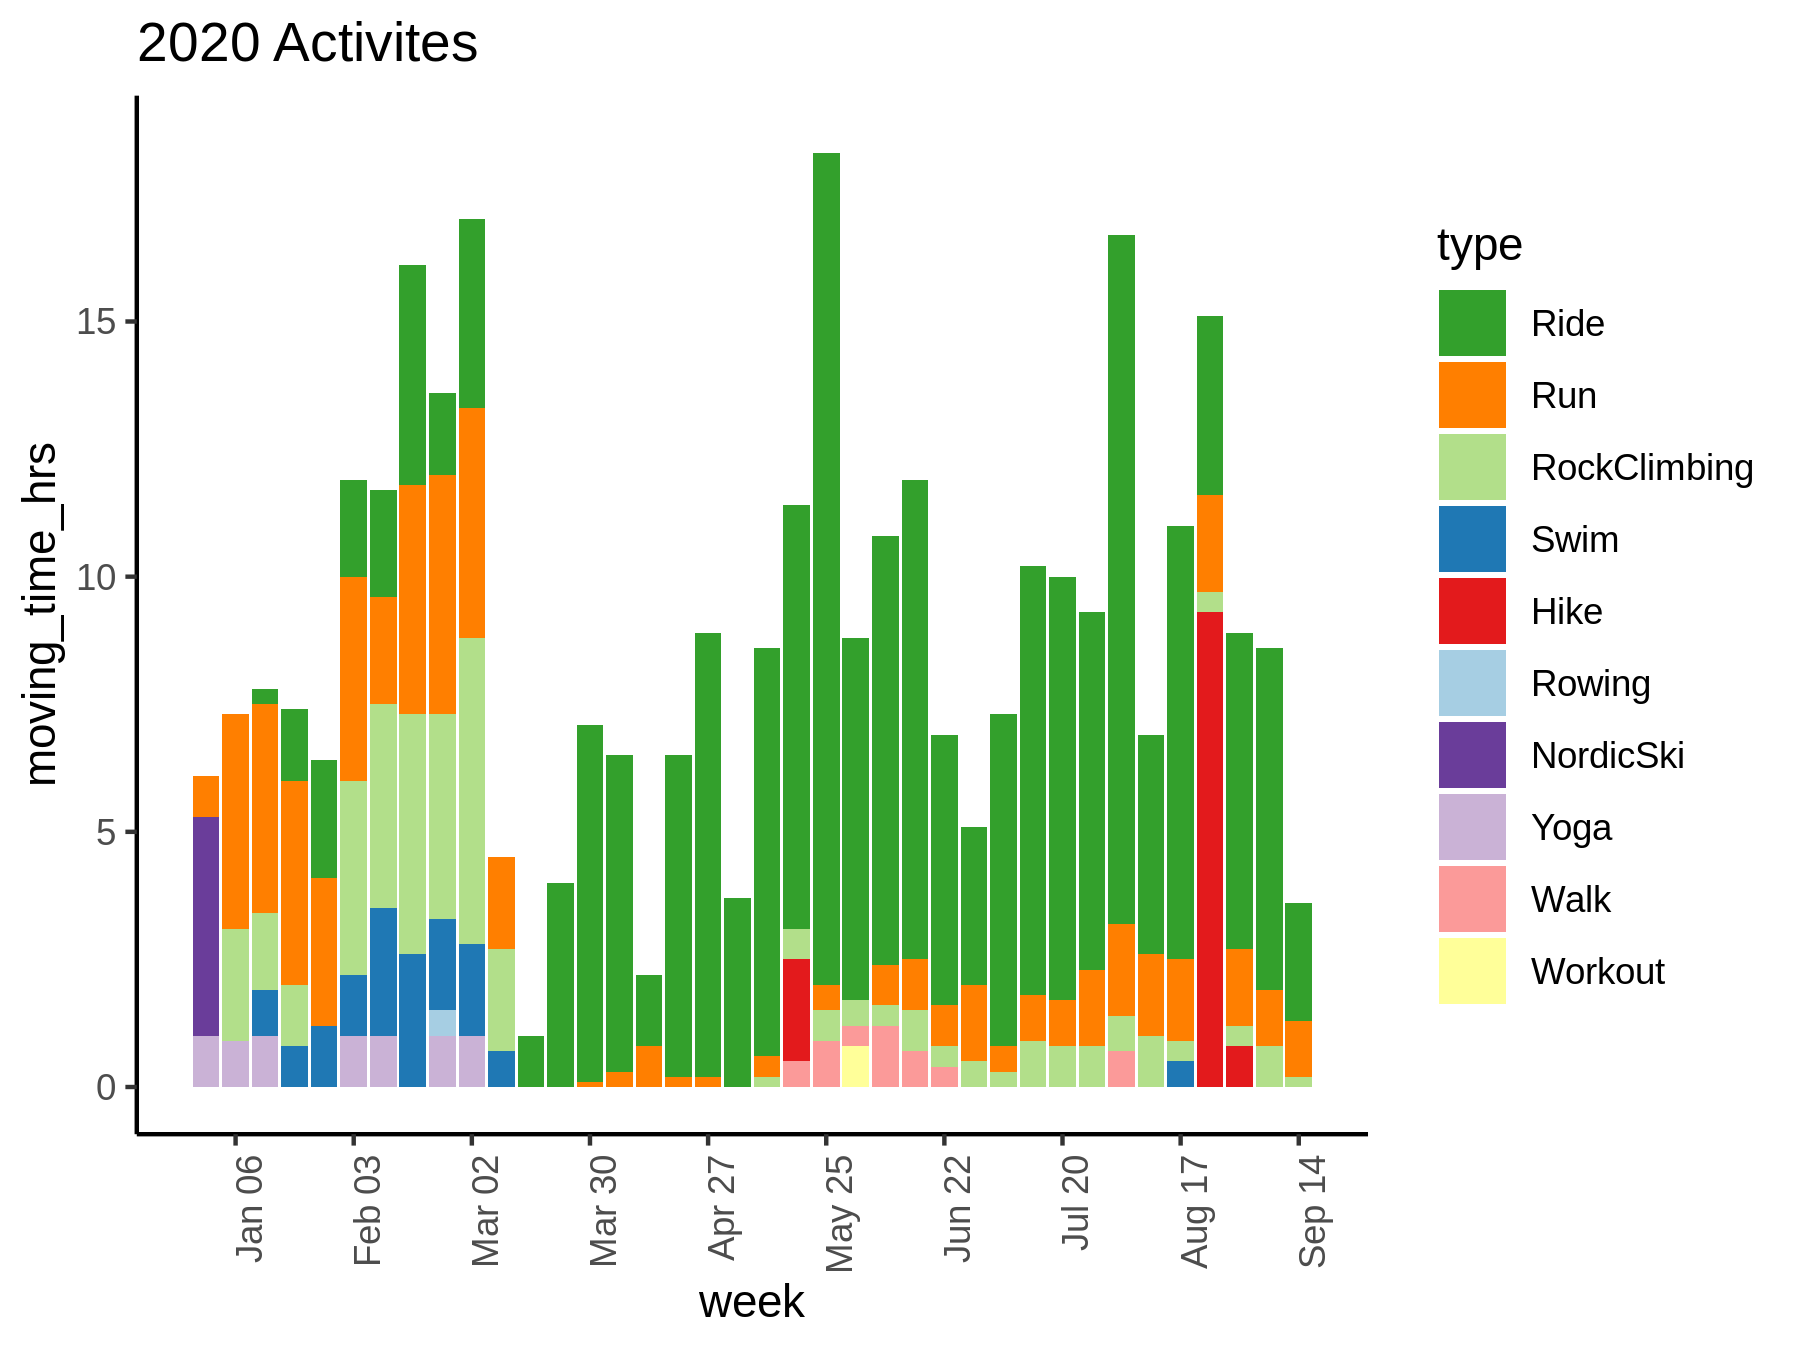 2020 Activites
moving_time_hrs
15
10
5
0
Jan 06
Feb 03
Mar 02
Mar 30
Apr 27
May 25
Jun 22
Jul 20
Aug 17
Sep 14
week
type
Ride
Run
RockClimbing
Swim
Hike
Rowing
NordicSki
Yoga
Walk
Workout